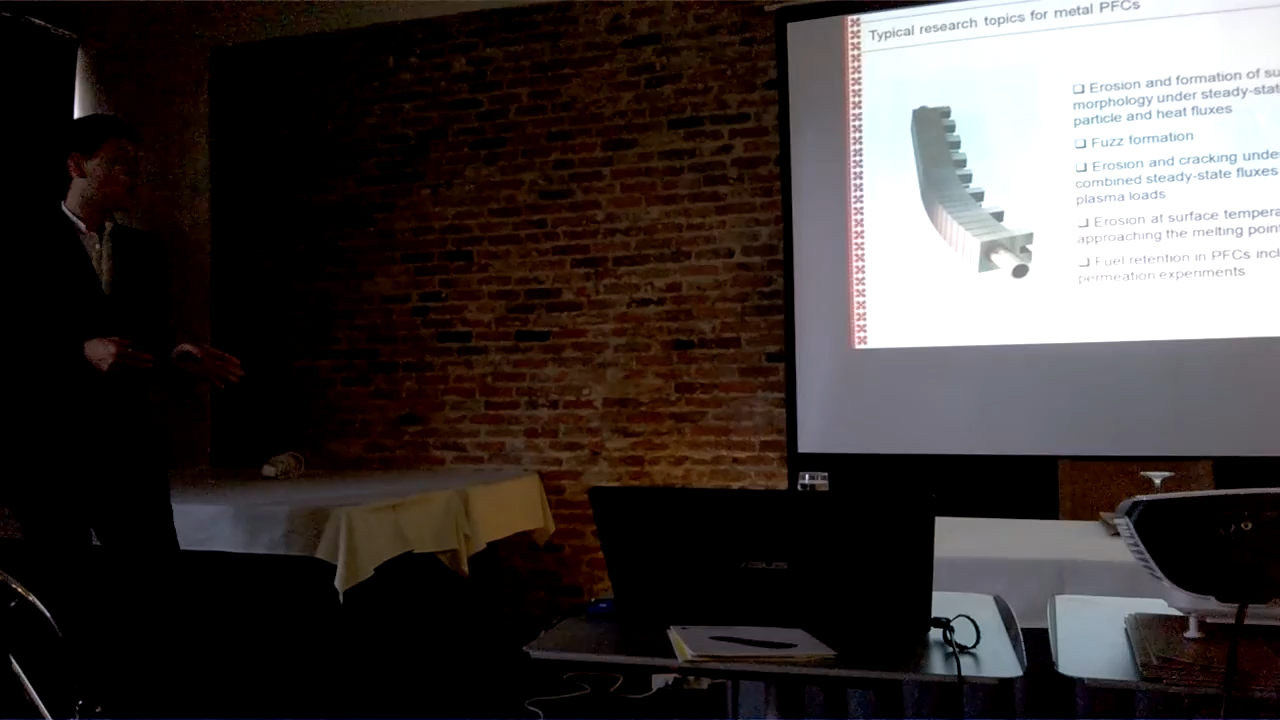 Typical research topics for metal PFCs
❑ Erosion and formation of su
morphology under steady-stat
particle and heat fluxes
❑ Fuzz formation
❑ Erosion and cracking unde
combined steady-state fluxes
plasma loads
❑ Erosion at surface tempera
approaching the melting poin
❑ Fuel retention in PFCs incl
permeation experiments
ASUS